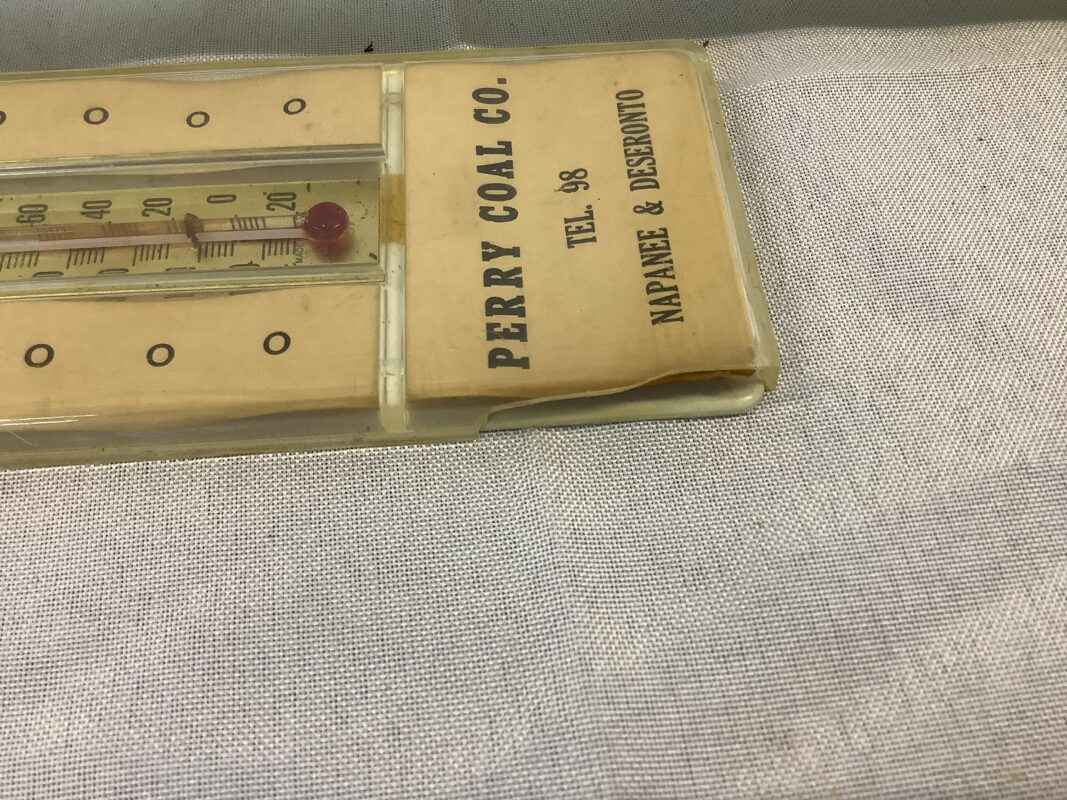 PERRY COAL CO.
TEL. 98
NAPANEE & DESERONTO
60 40 20 0 20